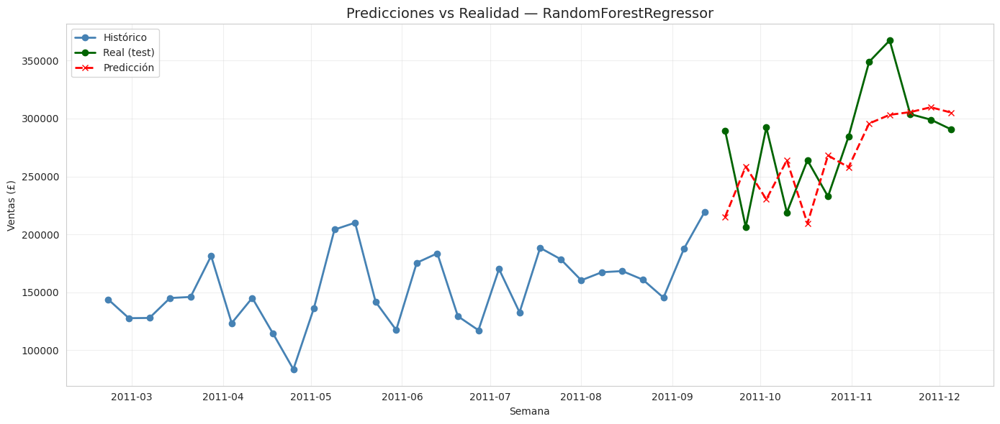 Predicciones vs Realidad — RandomForestRegressor
Histórico
Real (test)
Predicción
Ventas (£)
350000
300000
250000
200000
150000
100000
2011-03 2011-04 2011-05 2011-06 2011-07 2011-08 2011-09 2011-10 2011-11 2011-12
Semana